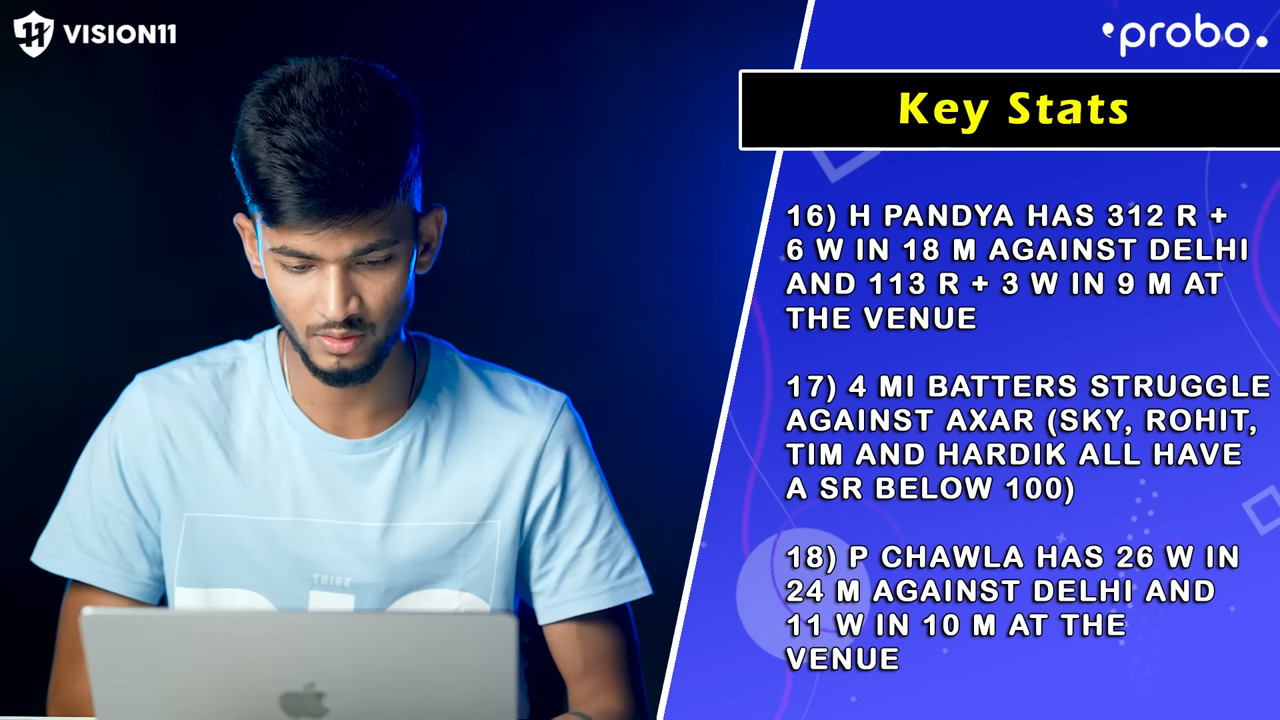 VISION11
probo.
Key Stats
16) H PANDYA HAS 312 R +
6 W IN 18 M AGAINST DELHI
AND 113 R + 3 W IN 9 M AT
THE VENUE
17) 4 MI BATTERS STRUGGLE
AGAINST AXAR (SKY, ROHIT,
TIM AND HARDIK ALL HAVE
A SR BELOW 100)
18) P CHAWLA HAS 26 W IN
24 M AGAINST DELHI AND
11 W IN 10 M AT THE
VENUE
THINK